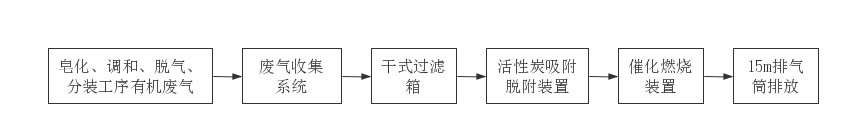 皂化、调和、脱气、
分装工序有机废气
废气收集
系统
干式过滤
箱
活性炭吸附
脱附装置
催化燃烧
装置
15m排气
筒排放